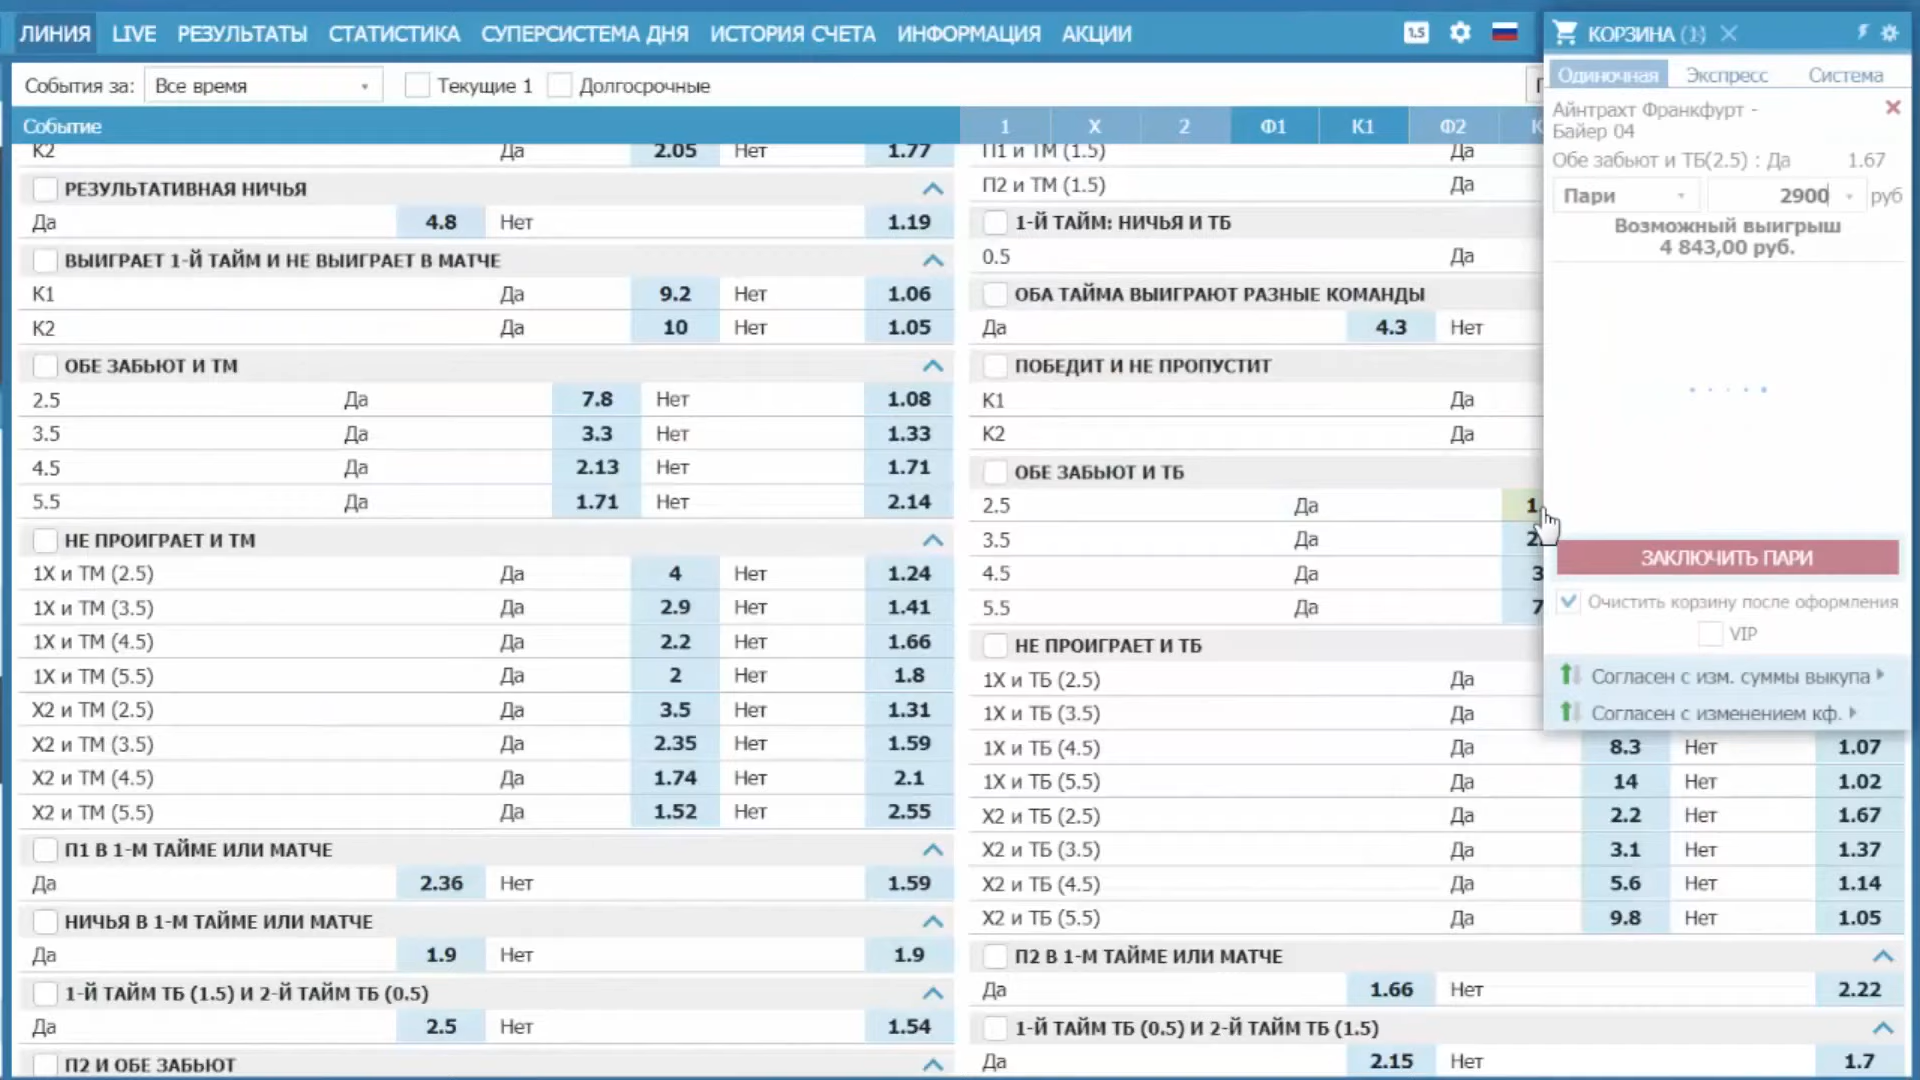 ЛИНИЯ LIVE РЕЗУЛЬТАТЫ СТАТИСТИКА СУПЕРСИСТЕМА ДНЯ ИСТОРИЯ СЧЕТА ИНФОРМАЦИЯ АКЦИИ 1.5
События за: Все время Текущие 1 Долгосрочные
Событие 1 X 2 Ф1 К1 Ф2
К2 Да 2.05 Нет 1.77
РЕЗУЛЬТАТИВНАЯ НИЧЬЯ
Да 4.8 Нет 1.19
ВЫИГРАЕТ 1-Й ТАЙМ И НЕ ВЫИГРАЕТ В МАТЧЕ
К1 Да 9.2 Нет 1.06
К2 Да 10 Нет 1.05
ОБЕ ЗАБЬЮТ И ТМ
2.5 Да 7.8 Нет 1.08
3.5 Да 3.3 Нет 1.33
4.5 Да 2.13 Нет 1.71
5.5 Да 1.71 Нет 2.14
НЕ ПРОИГРАЕТ И ТМ
1Х и ТМ (2.5) Да 4 Нет 1.24
1Х и ТМ (3.5) Да 2.9 Нет 1.41
1Х и ТМ (4.5) Да 2.2 Нет 1.66
1Х и ТМ (5.5) Да 2 Нет 1.8
Х2 и ТМ (2.5) Да 3.5 Нет 1.31
Х2 и ТМ (3.5) Да 2.35 Нет 1.59
Х2 и ТМ (4.5) Да 1.74 Нет 2.1
Х2 и ТМ (5.5) Да 1.52 Нет 2.55
П1 В 1-М ТАЙМЕ ИЛИ МАТЧЕ
Да 2.36 Нет 1.59
НИЧЬЯ В 1-М ТАЙМЕ ИЛИ МАТЧЕ
Да 1.9 Нет 1.9
1-Й ТАЙМ ТБ (1.5) И 2-Й ТАЙМ ТБ (0.5)
Да 2.5 Нет 1.54
П2 И ОБЕ ЗАБЬЮТ
П1 и ТМ (1.5) Да
П2 и ТМ (1.5) Да
1-Й ТАЙМ: НИЧЬЯ И ТБ
0.5 Да
ОБА ТАЙМА ВЫИГРАЮТ РАЗНЫЕ КОМАНДЫ
Да 4.3 Нет
ПОБЕДИТ И НЕ ПРОПУСТИТ
К1 Да
К2 Да
ОБЕ ЗАБЬЮТ И ТБ
2.5 Да
3.5 Да
4.5 Да
5.5 Да
НЕ ПРОИГРАЕТ И ТБ
1Х и ТБ (2.5) Да
1Х и ТБ (3.5) Да
1Х и ТБ (4.5) Да 8.3 Нет 1.07
1Х и ТБ (5.5) Да 14 Нет 1.02
Х2 и ТБ (2.5) Да 2.2 Нет 1.67
Х2 и ТБ (3.5) Да 3.1 Нет 1.37
Х2 и ТБ (4.5) Да 5.6 Нет 1.14
Х2 и ТБ (5.5) Да 9.8 Нет 1.05
П2 В 1-М ТАЙМЕ ИЛИ МАТЧЕ
Да 1.66 Нет 2.22
1-Й ТАЙМ ТБ (0.5) И 2-Й ТАЙМ ТБ (1.5)
Да 2.15 Нет 1.7
КОРЗИНА
Одиночная Экспресс Система
Айнтрахт Франкфурт -
Байер 04
Обе забьют и ТБ(2.5) : Да 1.67
Пари 2900 руб
Возможный выигрыш
4 843,00 руб.
ЗАКЛЮЧИТЬ ПАРИ
Очистить корзину после оформления
VIP
Согласен с изм. суммы выкупа
Согласен с изменением кф.